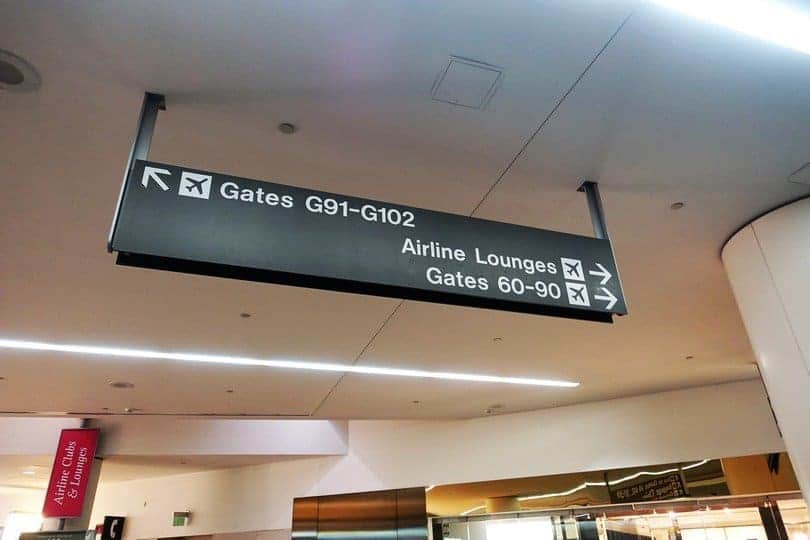 Gates G91-G102
Airline Lounges
Gates 60-90
Airline Clubs
& Lounges